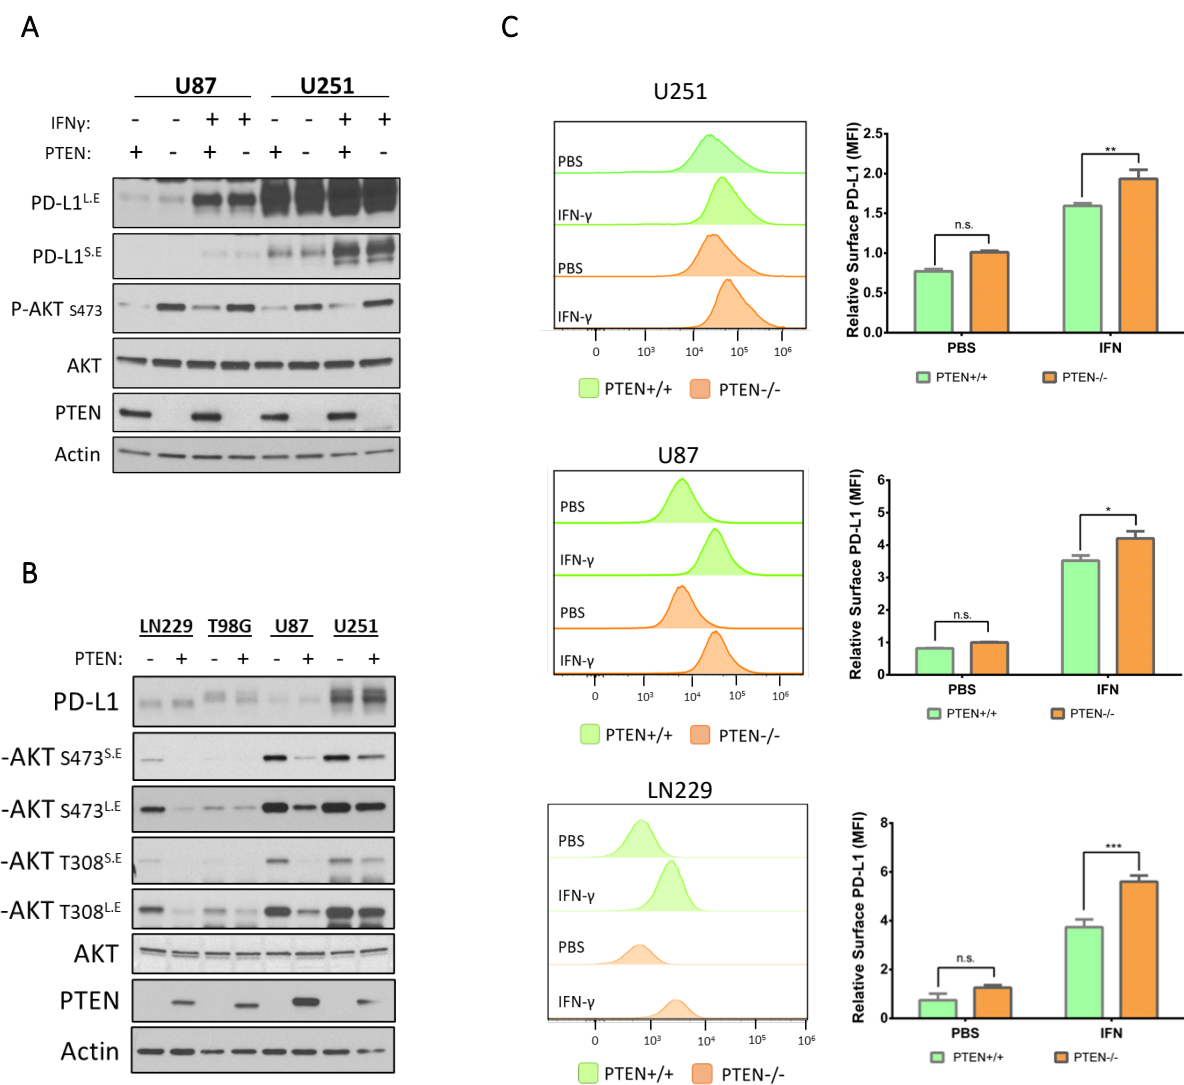 A
U87 U251
IFNγ: - - + + - - + +
PTEN: + - + - + - + -
PD-L1L.E
PD-L1S.E
P-AKT S473
AKT
PTEN
Actin
B
LN229 T98G U87 U251
PTEN: - + - + - + - +
PD-L1
-AKT S473S.E
-AKT S473L.E
-AKT T308S.E
-AKT T308L.E
AKT
PTEN
Actin
C
U251
PBS
IFN-γ
PBS
IFN-γ
0 10³ 10⁴ 10⁵ 10⁶
PTEN+/+ PTEN-/-
Relative Surface PD-L1 (MFI)
2.5
2.0
1.5
1.0
0.5
0.0
n.s.
**
PBS IFN
PTEN+/+ PTEN-/-
U87
PBS
IFN-γ
PBS
IFN-γ
0 10³ 10⁴ 10⁵ 10⁶
PTEN+/+ PTEN-/-
Relative Surface PD-L1 (MFI)
6
5
4
3
2
1
0
n.s.
*
PBS IFN
PTEN+/+ PTEN-/-
LN229
PBS
IFN-γ
PBS
IFN-γ
0 10³ 10⁴ 10⁵ 10⁶
PTEN+/+ PTEN-/-
Relative Surface PD-L1 (MFI)
8
6
4
2
0
n.s.
***
PBS IFN
PTEN+/+ PTEN-/-